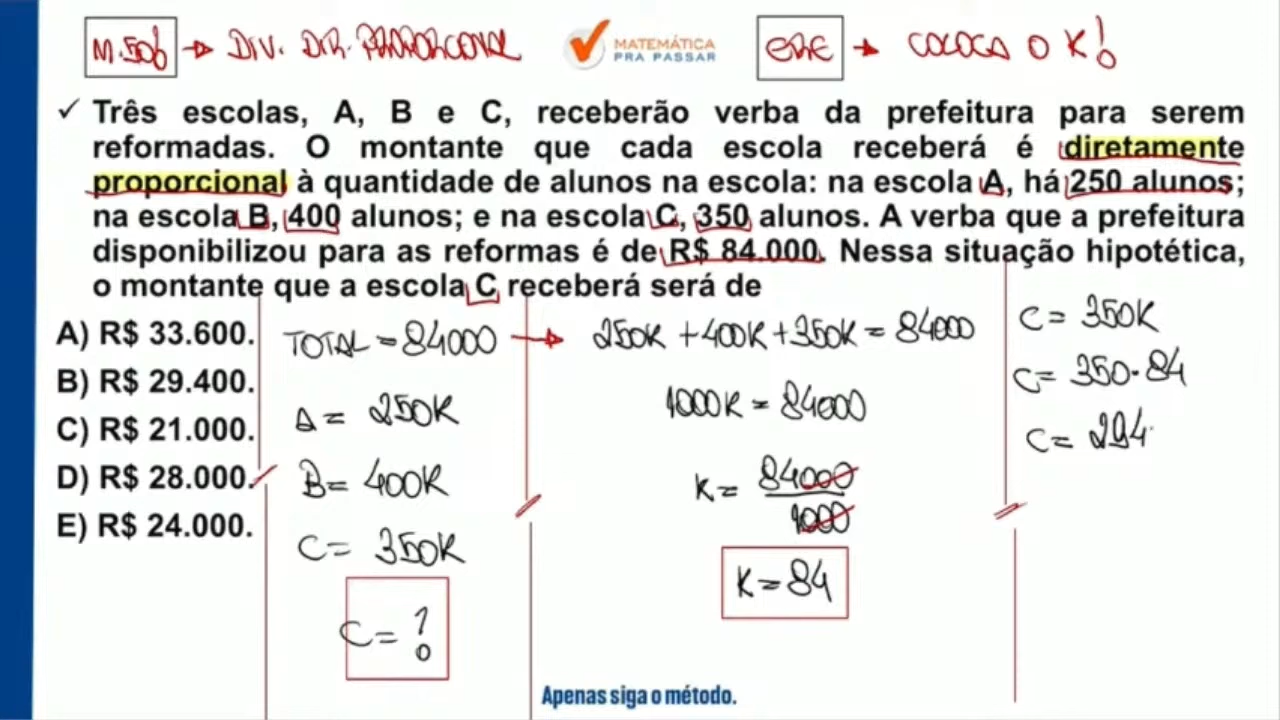 M.50% → DIV. DIR. PROPORCIONAL
MATEMÁTICA
PRA PASSAR
→ COLOCA O K!
✓ Três escolas, A, B e C, receberão verba da prefeitura para serem
reformadas. O montante que cada escola receberá é diretamente
proporcional à quantidade de alunos na escola: na escola A, há 250 alunos;
na escola B, 400 alunos; e na escola C, 350 alunos. A verba que a prefeitura
disponibilizou para as reformas é de R$ 84.000. Nessa situação hipotética,
o montante que a escola C receberá será de
A) R$ 33.600.
B) R$ 29.400.
C) R$ 21.000.
D) R$ 28.000.
E) R$ 24.000.
TOTAL = 84000 →
A = 250K
B = 400K
C = 350K
C = ?
250K + 400K + 350K = 84000
1000K = 84000
K = 84000
1000
K = 84
C = 350K
C = 350.84
C = 294
Apenas siga o método.